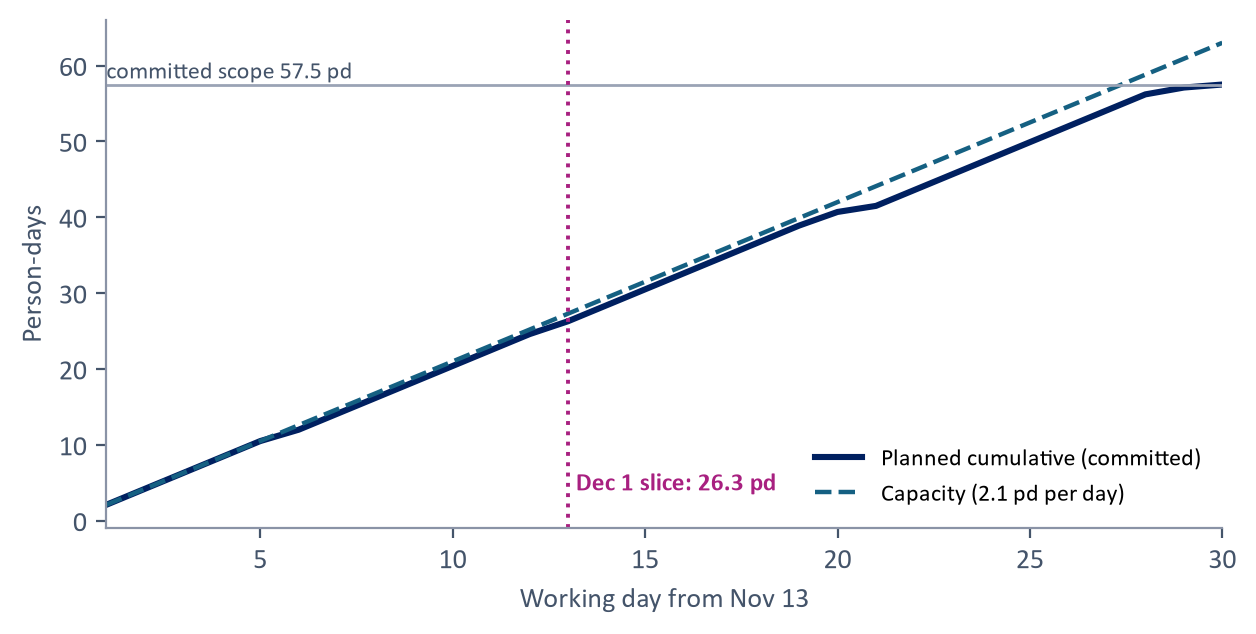 committed scope 57.5 pd
60
50
40
30
20
10
0
Person-days
Dec 1 slice: 26.3 pd
Planned cumulative (committed)
Capacity (2.1 pd per day)
5 10 15 20 25 30
Working day from Nov 13